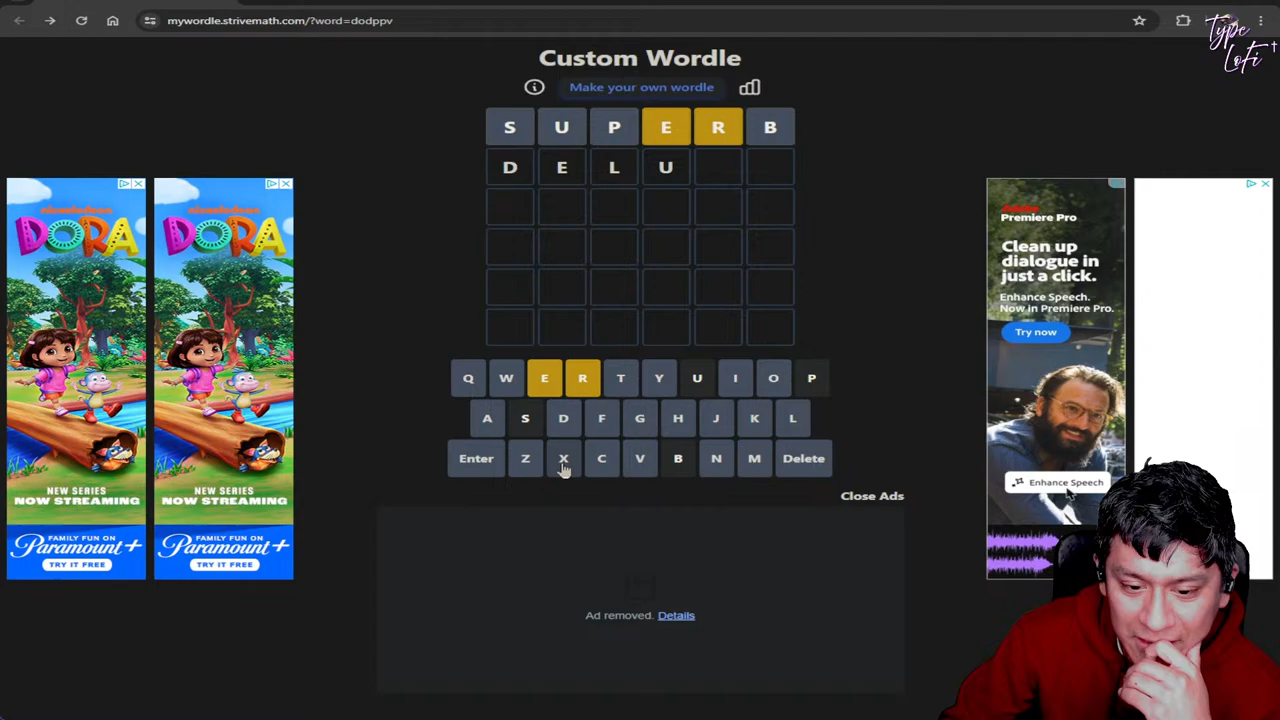 mywordle.strivemath.com/?word=dodppv
Type
Lofi
Custom Wordle
Make your own wordle
S U P E R B
D E L U
nickelodeon
DORA
NEW SERIES
NOW STREAMING
FAMILY FUN ON
Paramount+
TRY IT FREE
nickelodeon
DORA
NEW SERIES
NOW STREAMING
FAMILY FUN ON
Paramount+
TRY IT FREE
Q W E R T Y U I O P
A S D F G H J K L
Enter Z X C V B N M Delete
Close Ads
Ad removed. Details
Adobe
Premiere Pro
Clean up
dialogue in
just a click.
Enhance Speech.
Now in Premiere Pro.
Try now
Enhance Speech